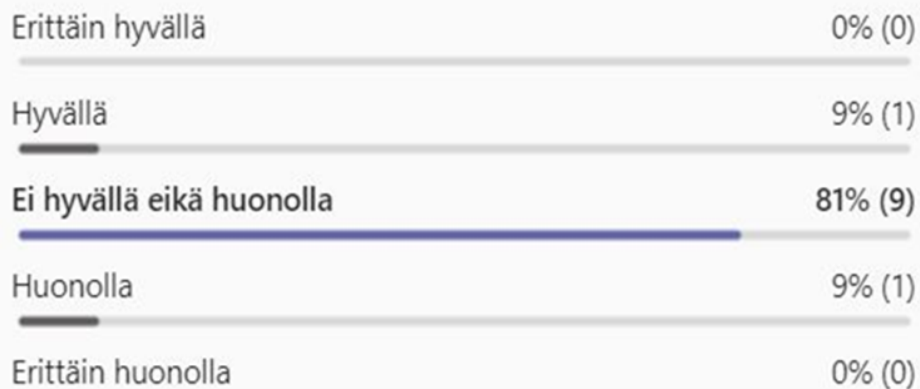 Erittäin hyvällä 0% (0)
Hyvällä 9% (1)
Ei hyvällä eikä huonolla 81% (9)
Huonolla 9% (1)
Erittäin huonolla 0% (0)